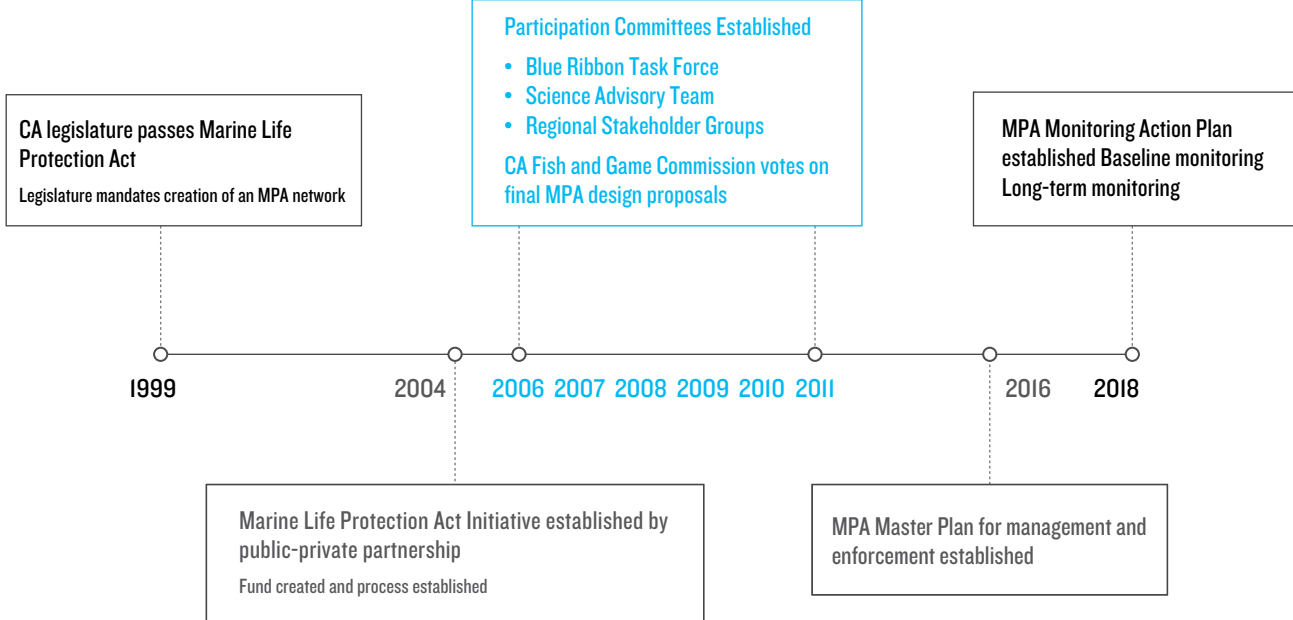 CA legislature passes Marine Life
Protection Act
Legislature mandates creation of an MPA network
Participation Committees Established
• Blue Ribbon Task Force
• Science Advisory Team
• Regional Stakeholder Groups
CA Fish and Game Commission votes on
final MPA design proposals
MPA Monitoring Action Plan
established Baseline monitoring
Long-term monitoring
1999 2004 2006 2007 2008 2009 2010 2011 2016 2018
Marine Life Protection Act Initiative established by
public-private partnership
Fund created and process established
MPA Master Plan for management and
enforcement established